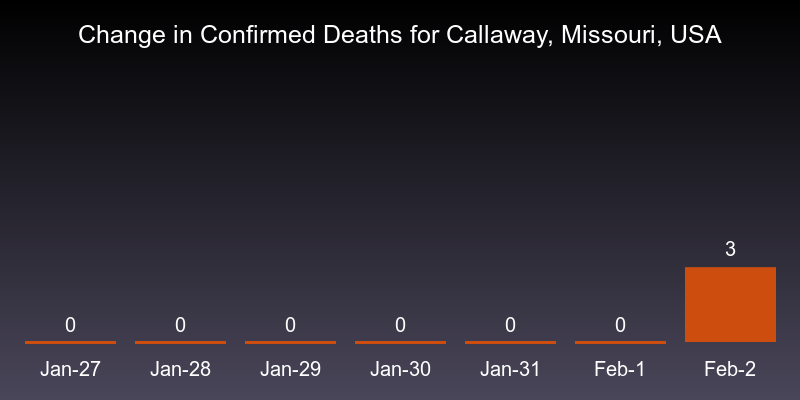 Change in Confirmed Deaths for Callaway, Missouri, USA
3
0 0 0 0 0 0
Jan-27 Jan-28 Jan-29 Jan-30 Jan-31 Feb-1 Feb-2